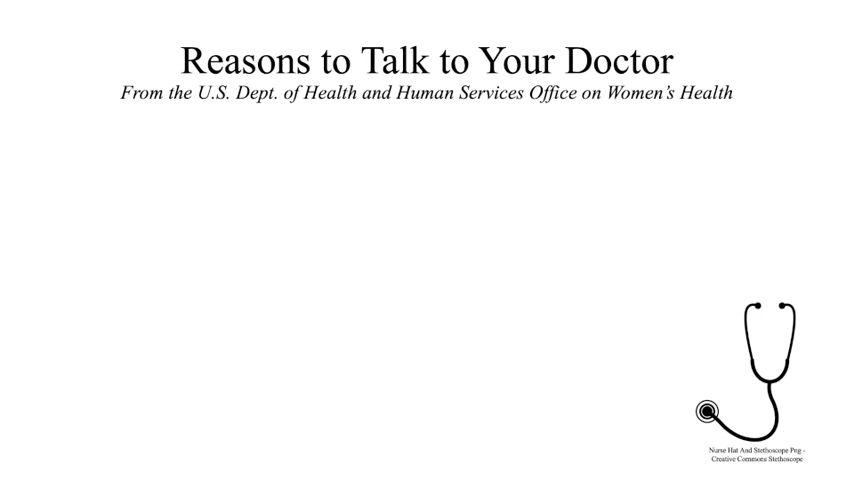 Reasons to Talk to Your Doctor
From the U.S. Dept. of Health and Human Services Office on Women’s Health
Nurse Hat And Stethoscope Png -
Creative Commons Stethoscope